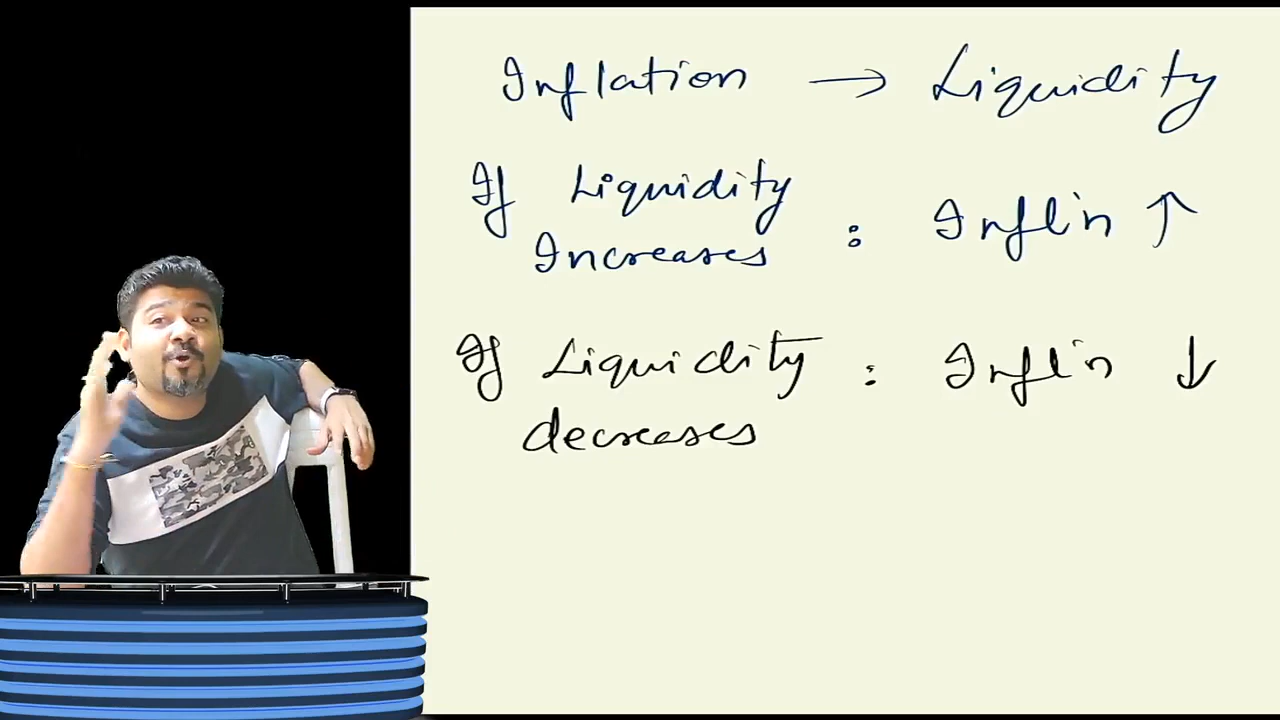 Inflation → Liquidity
If Liquidity
Increases : Infl'n ↑
If Liquidity : Infl'n ↓
decreases